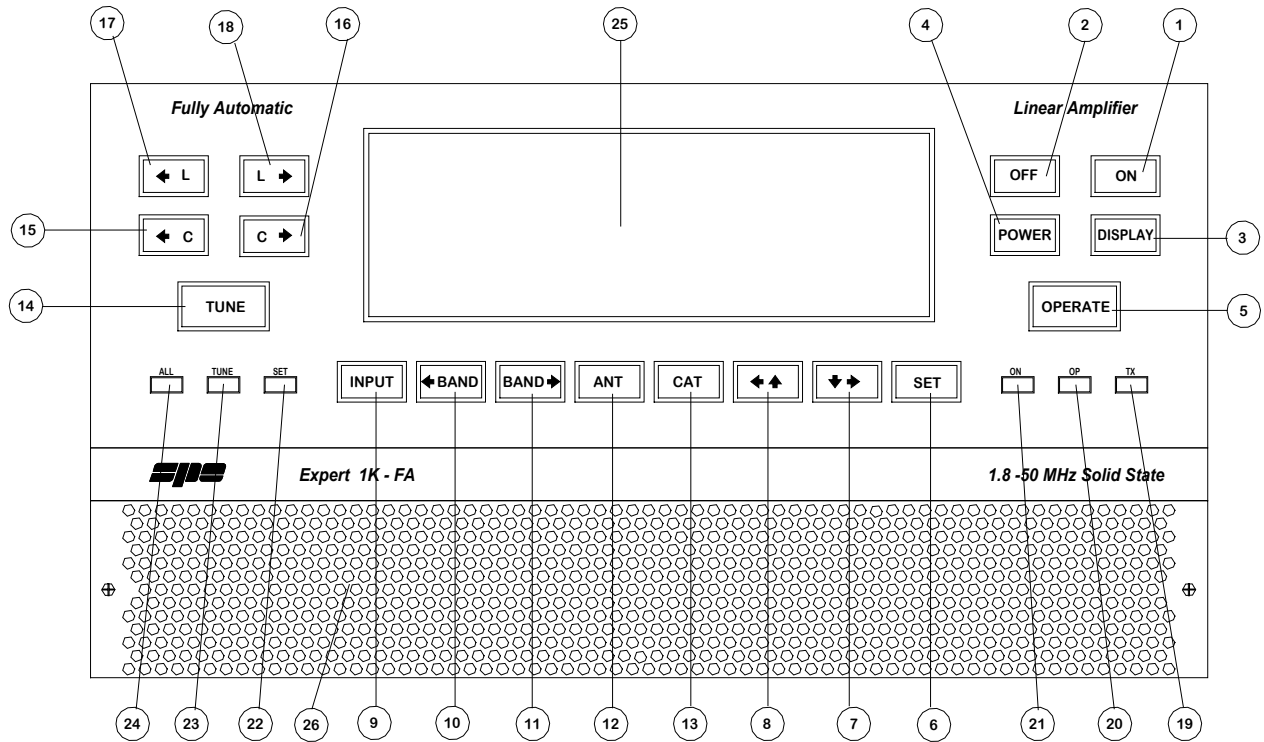 17 18 16 25 4 2 1
Fully Automatic Linear Amplifier
🡄 L L 🡆 OFF ON
15 🡄 C C 🡆 POWER DISPLAY 3
14 TUNE OPERATE 5
ALL TUNE SET ON OP TX
INPUT 🡄 BAND BAND 🡆 ANT CAT 🡄 🡅 🡇 🡆 SET
SPE Expert 1K - FA 1.8 -50 MHz Solid State
24 23 22 26 9 10 11 12 13 8 7 6 21 20 19